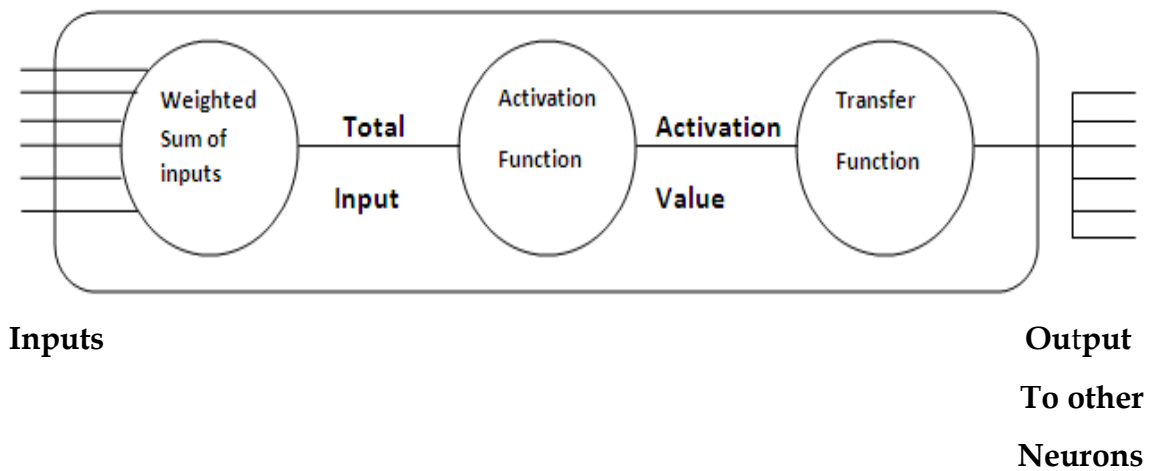 Weighted
Sum of
inputs
Total
Input
Activation
Function
Activation
Value
Transfer
Function
Inputs
Output
To other
Neurons